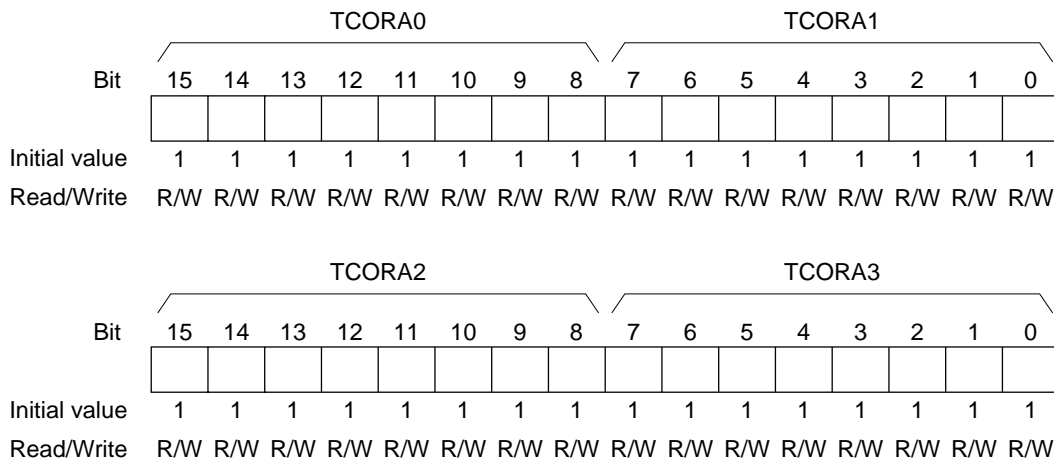 TCORA0 TCORA1
Bit 15 14 13 12 11 10 9 8 7 6 5 4 3 2 1 0
Initial value 1 1 1 1 1 1 1 1 1 1 1 1 1 1 1 1
Read/Write R/W R/W R/W R/W R/W R/W R/W R/W R/W R/W R/W R/W R/W R/W R/W R/W
TCORA2 TCORA3
Bit 15 14 13 12 11 10 9 8 7 6 5 4 3 2 1 0
Initial value 1 1 1 1 1 1 1 1 1 1 1 1 1 1 1 1
Read/Write R/W R/W R/W R/W R/W R/W R/W R/W R/W R/W R/W R/W R/W R/W R/W R/W